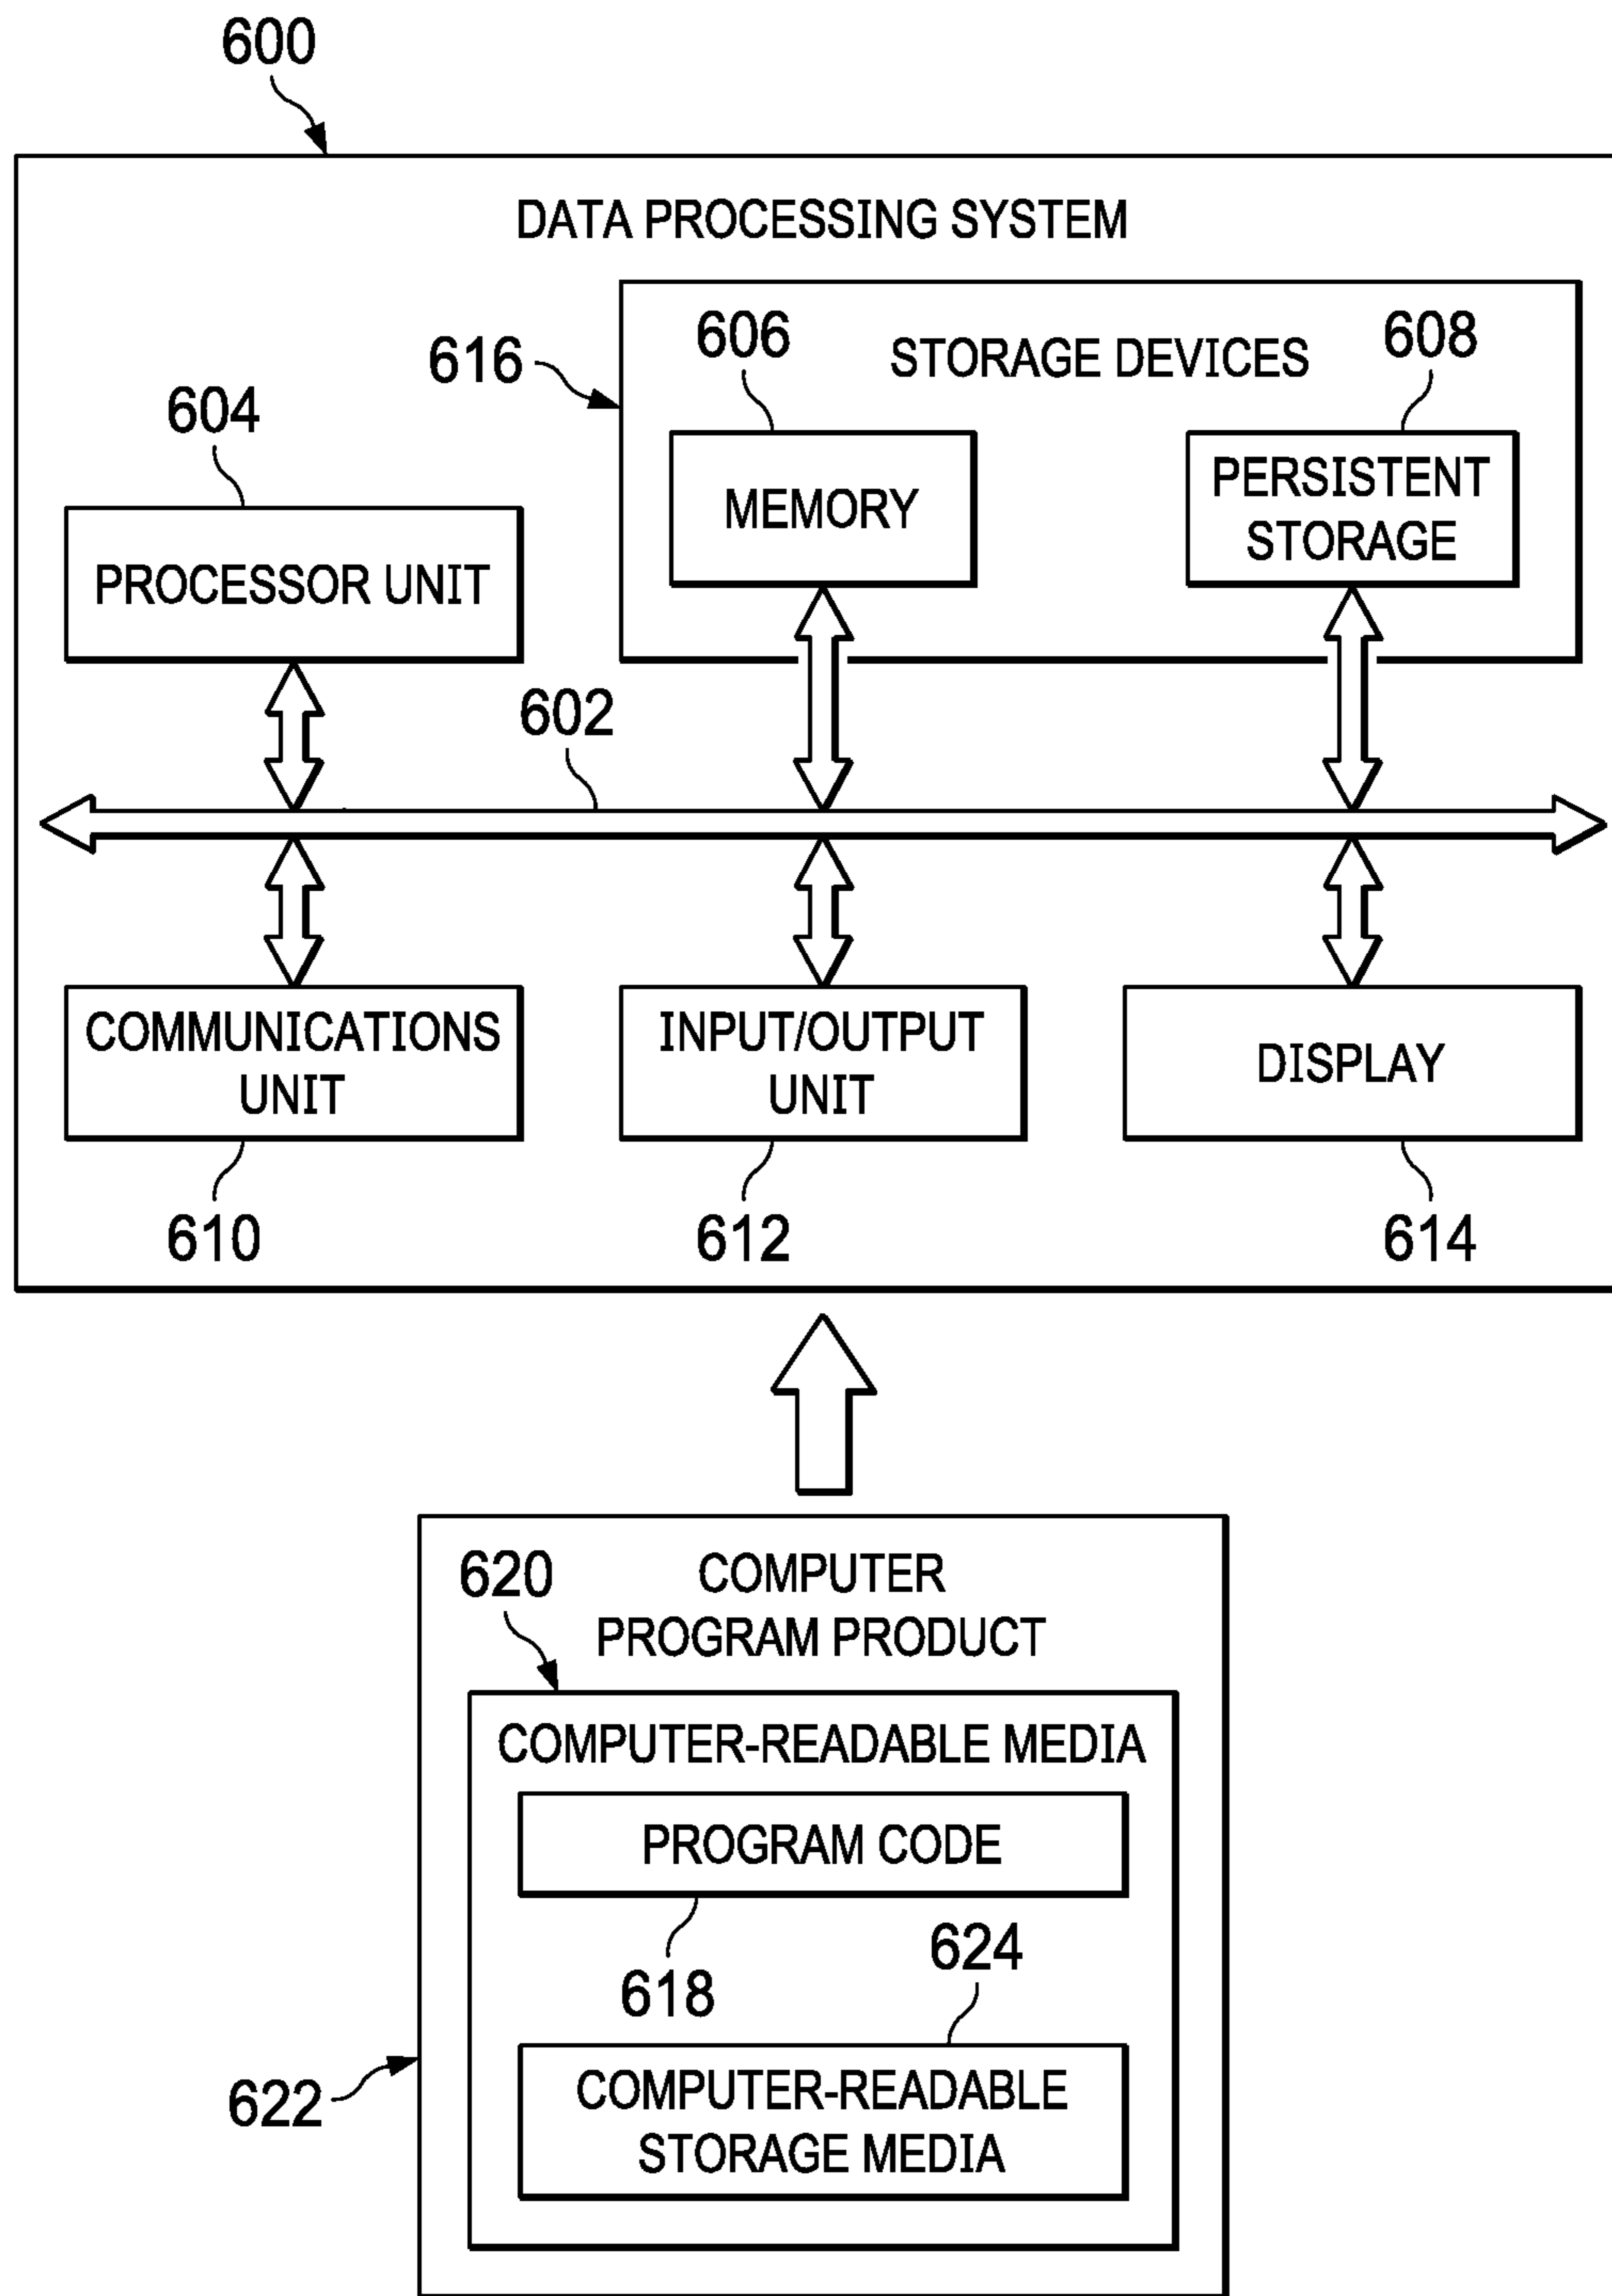 600
DATA PROCESSING SYSTEM
616
606
STORAGE DEVICES
608
604
MEMORY
PERSISTENT
STORAGE
PROCESSOR UNIT
602
COMMUNICATIONS
UNIT
INPUT/OUTPUT
UNIT
DISPLAY
610
612
614
620
COMPUTER
PROGRAM PRODUCT
COMPUTER-READABLE MEDIA
PROGRAM CODE
618
624
622
COMPUTER-READABLE
STORAGE MEDIA